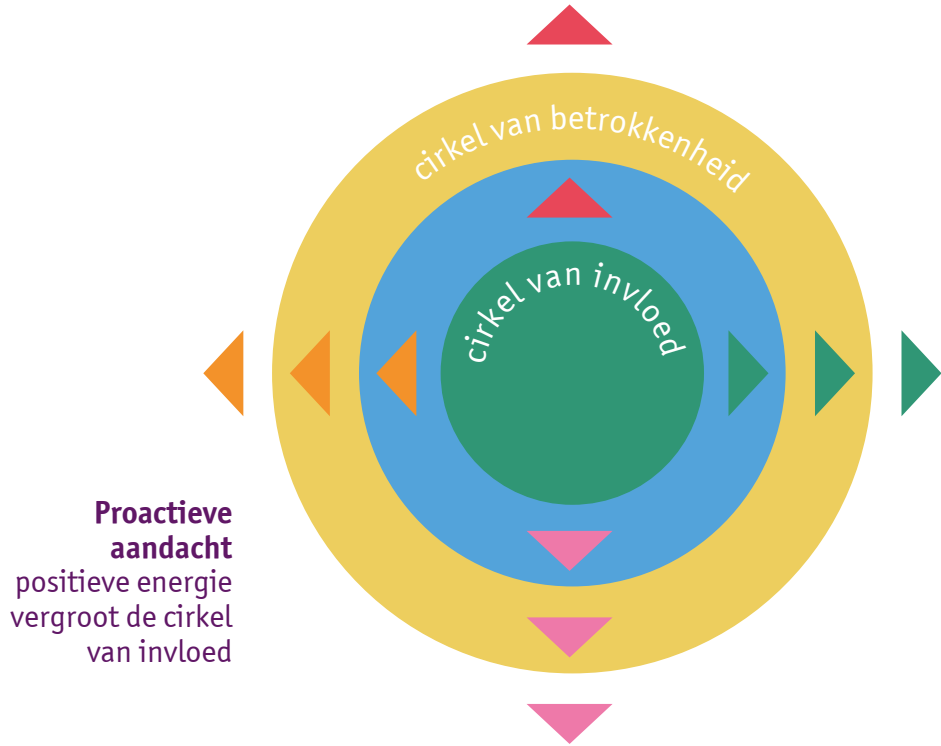 cirkel van betrokkenheid
cirkel van invloed
Proactieve
aandacht
positieve energie
vergroot de cirkel
van invloed